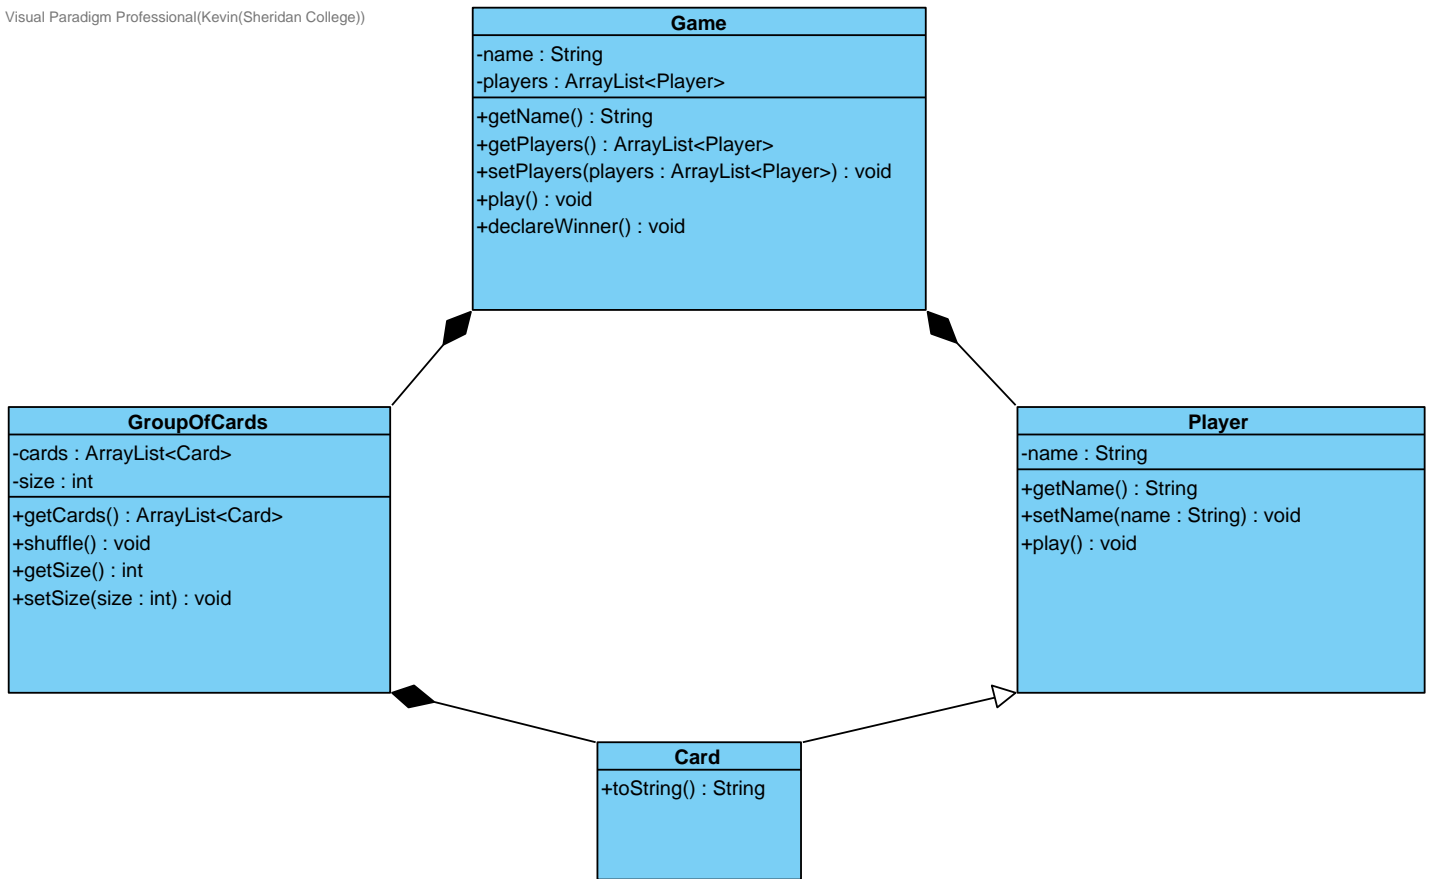 Visual Paradigm Professional(Kevin(Sheridan College))
Game
-name : String
-players : ArrayList<Player>
+getName() : String
+getPlayers() : ArrayList<Player>
+setPlayers(players : ArrayList<Player>) : void
+play() : void
+declareWinner() : void
GroupOfCards
-cards : ArrayList<Card>
-size : int
+getCards() : ArrayList<Card>
+shuffle() : void
+getSize() : int
+setSize(size : int) : void
Player
-name : String
+getName() : String
+setName(name : String) : void
+play() : void
Card
+toString() : String